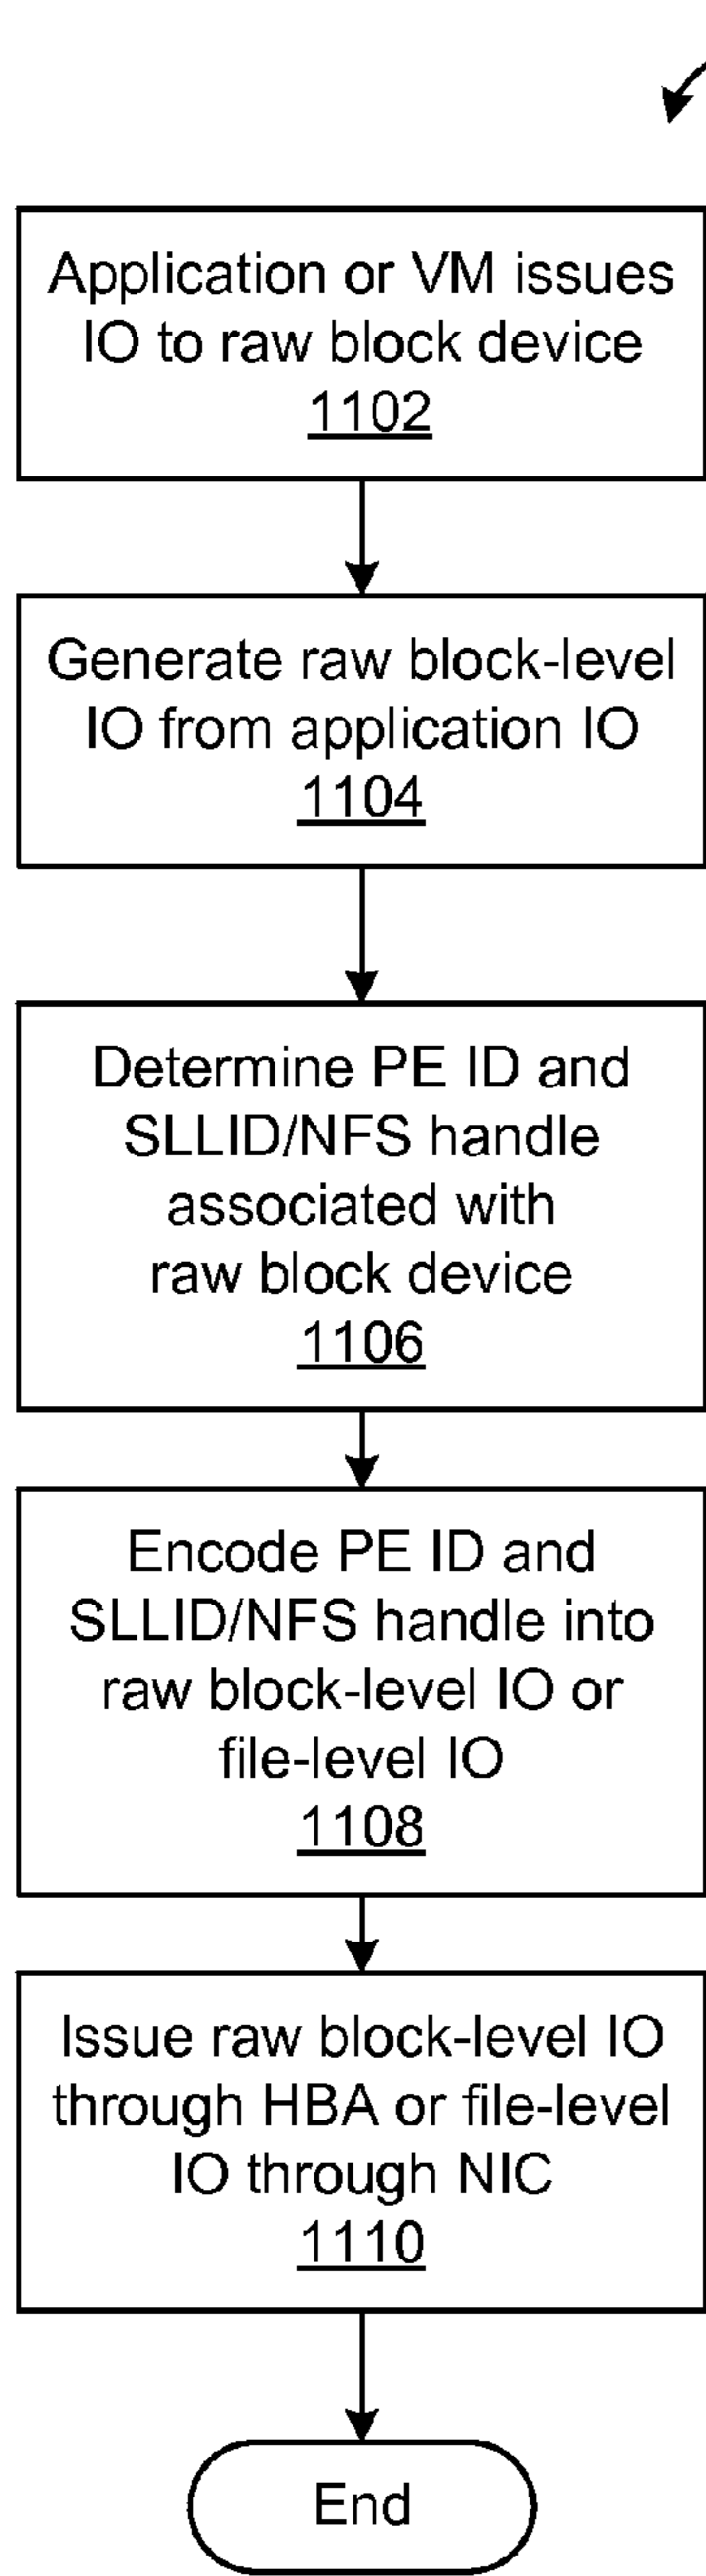 Application or VM issues
IO to raw block device
1102
Generate raw block-level
IO from application IO
1104
Determine PE ID and
SLLID/NFS handle
associated with
raw block device
1106
Encode PE ID and
SLLID/NFS handle into
raw block-level IO or
file-level IO
1108
Issue raw block-level IO
through HBA or file-level
IO through NIC
1110
End